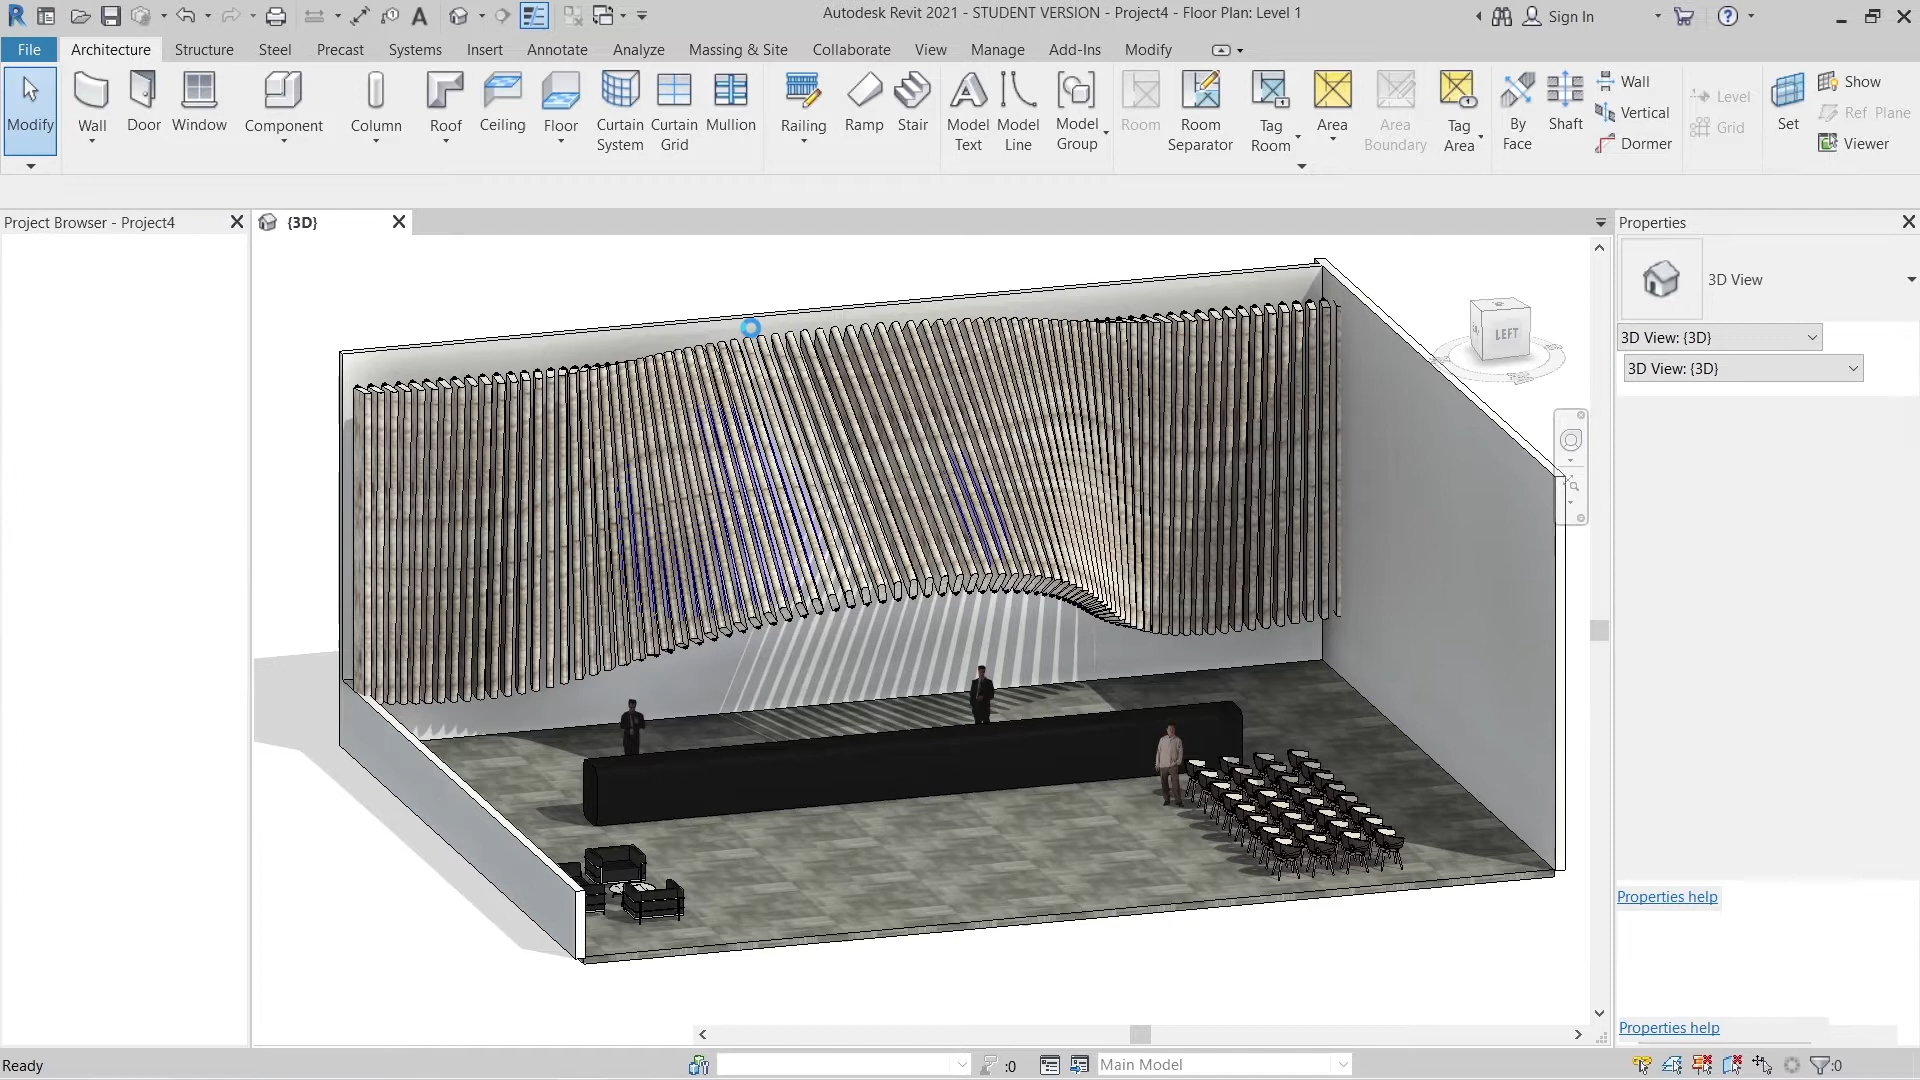 Autodesk Revit 2021 - STUDENT VERSION - Project4 - Floor Plan: Level 1
Sign In
File Architecture Structure Steel Precast Systems Insert Annotate Analyze Massing & Site Collaborate View Manage Add-Ins Modify
Modify
Wall
Door
Window
Component
Column
Roof
Ceiling
Floor
Curtain System
Curtain Grid
Mullion
Railing
Ramp
Stair
Model Text
Model Line
Model Group
Room
Room Separator
Tag Room
Area
Area Boundary
Tag Area
By Face
Shaft
Wall
Vertical
Dormer
Level
Grid
Set
Show
Ref Plane
Viewer
Project Browser - Project4
{3D}
Properties
LEFT
3D View
3D View: {3D}
3D View: {3D}
Properties help
Properties help
Ready
:0
Main Model
:0